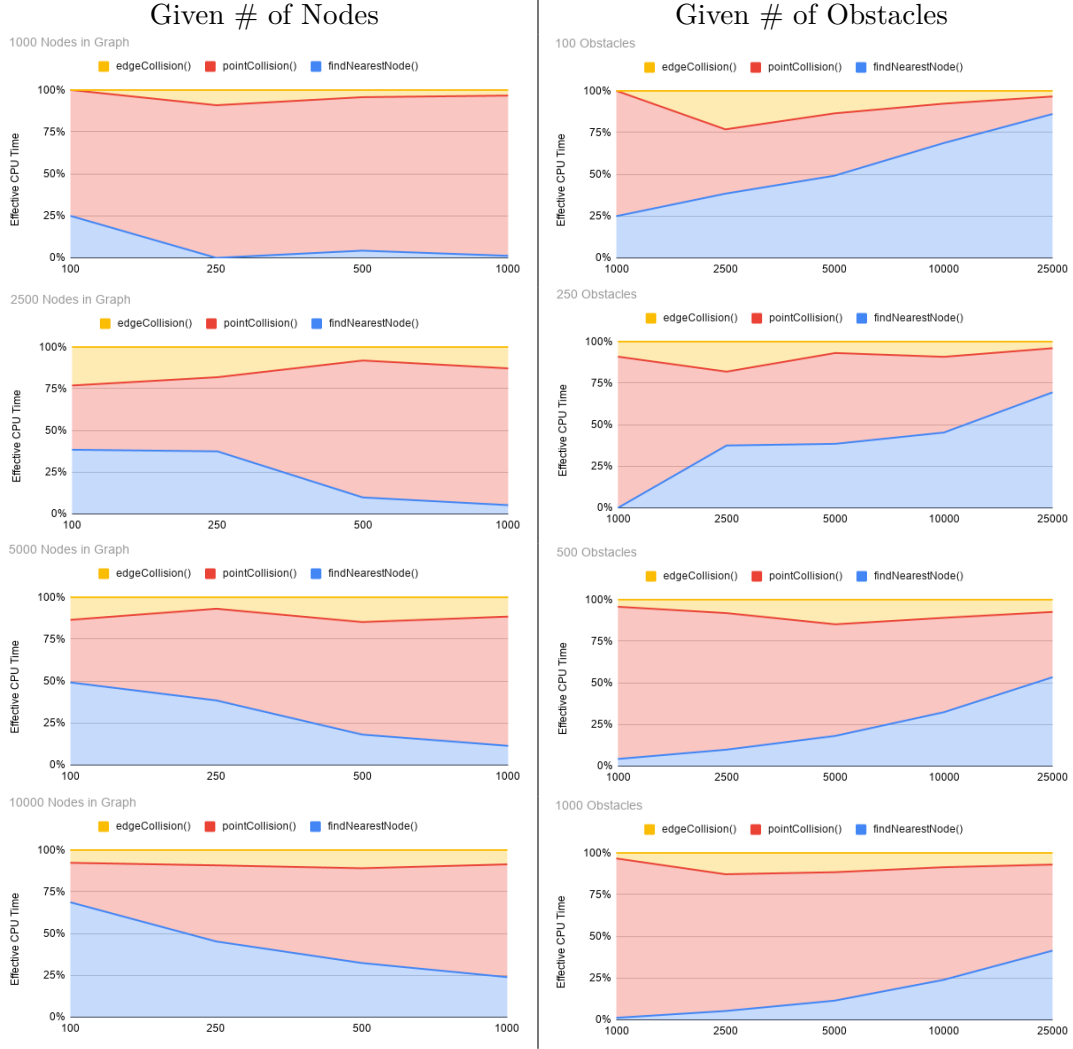 Given # of Nodes
1000 Nodes in Graph
edgeCollision() pointCollision() findNearestNode()
Effective CPU Time
100%
75%
50%
25%
0%
100 250 500 1000
2500 Nodes in Graph
edgeCollision() pointCollision() findNearestNode()
Effective CPU Time
100%
75%
50%
25%
0%
100 250 500 1000
5000 Nodes in Graph
edgeCollision() pointCollision() findNearestNode()
Effective CPU Time
100%
75%
50%
25%
0%
100 250 500 1000
10000 Nodes in Graph
edgeCollision() pointCollision() findNearestNode()
Effective CPU Time
100%
75%
50%
25%
0%
100 250 500 1000
Given # of Obstacles
100 Obstacles
edgeCollision() pointCollision() findNearestNode()
Effective CPU Time
100%
75%
50%
25%
0%
1000 2500 5000 10000 25000
250 Obstacles
edgeCollision() pointCollision() findNearestNode()
Effective CPU Time
100%
75%
50%
25%
0%
1000 2500 5000 10000 25000
500 Obstacles
edgeCollision() pointCollision() findNearestNode()
Effective CPU Time
100%
75%
50%
25%
0%
1000 2500 5000 10000 25000
1000 Obstacles
edgeCollision() pointCollision() findNearestNode()
Effective CPU Time
100%
75%
50%
25%
0%
1000 2500 5000 10000 25000